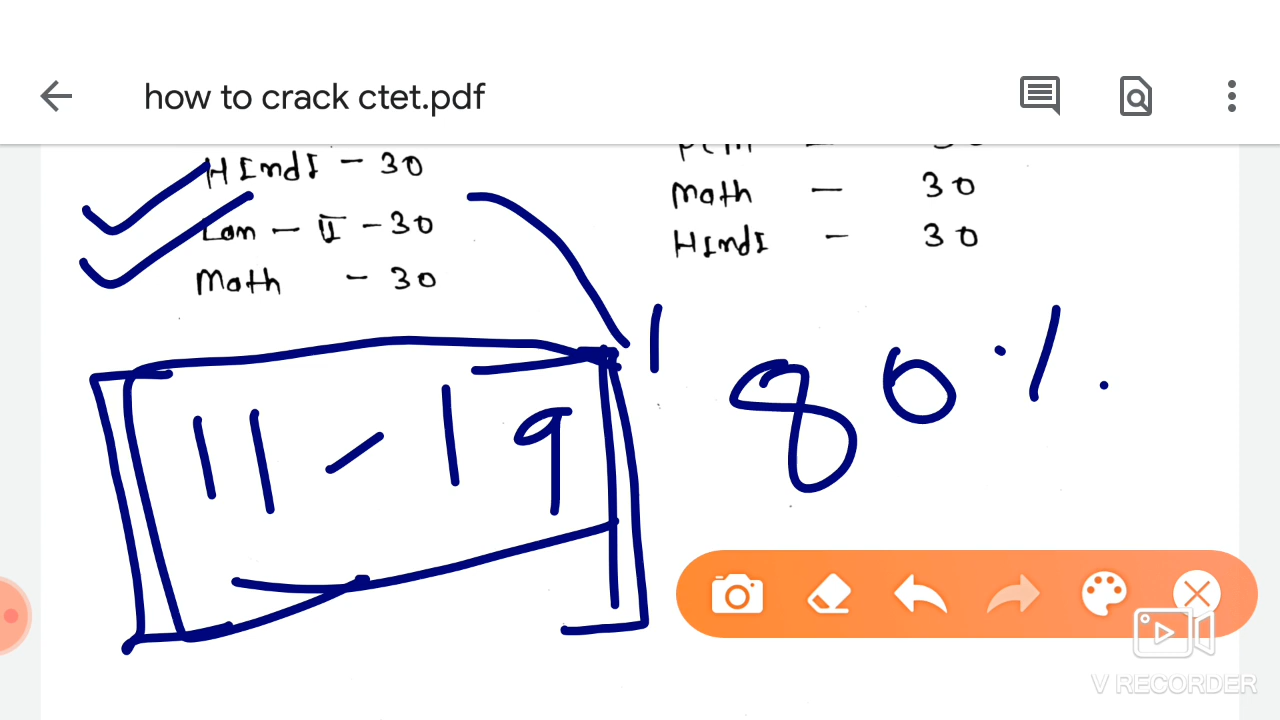 how to crack ctet.pdf
HIndI - 30
Lan - II - 30
Math - 30
Math - 30
HIndI - 30
11 - 19
80%
V RECORDER